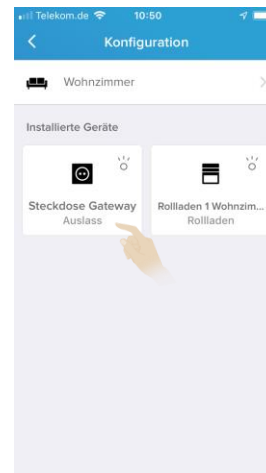 Telekom.de 10:50
Konfiguration
Wohnzimmer
Installierte Geräte
Steckdose Gateway
Auslass
Rollladen 1 Wohnzim...
Rollladen